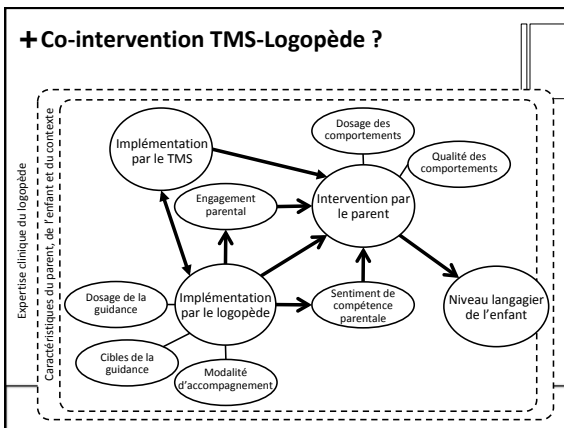 + Co-intervention TMS-Logopède ?
Expertise clinique du logopède
Caractéristiques du parent, de l'enfant et du contexte
Implémentation
par le TMS
Dosage des
comportements
Qualité des
comportements
Engagement
parental
Intervention par
le parent
Dosage de la
guidance
Implémentation
par le logopède
Sentiment de
compétence
parentale
Niveau langagier
de l'enfant
Cibles de la
guidance
Modalité
d'accompagnement